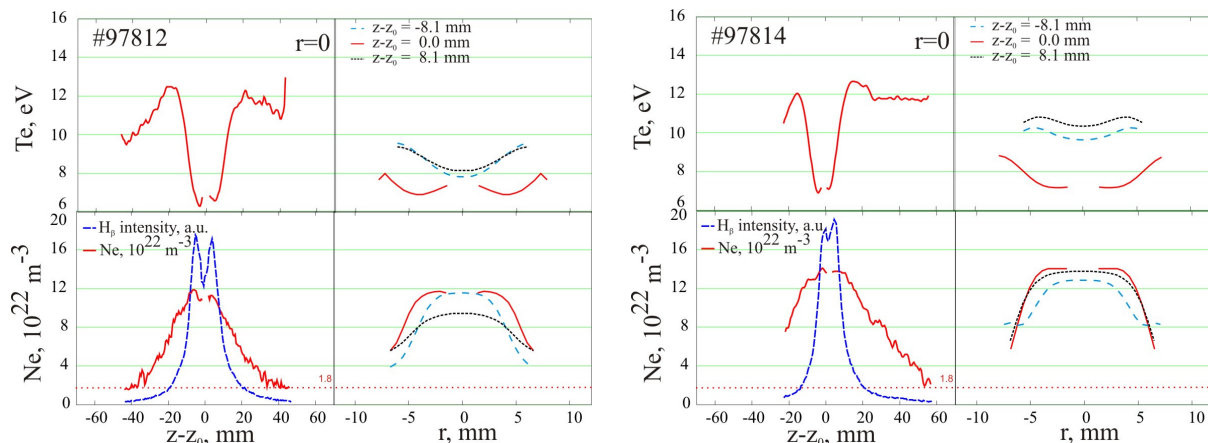 #97812
r=0
z-z₀ = -8.1 mm
z-z₀ = 0.0 mm
z-z₀ = 8.1 mm
Te, eV
16
14
12
10
8
6
Hβ intensity, a.u.
Ne, 10²² m⁻³
Ne, 10²² m⁻³
20
16
12
8
4
0
1.8
-60 -40 -20 0 20 40 60
-10 -5 0 5 10
z-z₀, mm
r, mm
#97814
r=0
z-z₀ = -8.1 mm
z-z₀ = 0.0 mm
z-z₀ = 8.1 mm
Te, eV
16
14
12
10
8
6
Hβ intensity, a.u.
Ne, 10²² m⁻³
Ne, 10²² m⁻³
20
16
12
8
4
0
1.8
-60 -40 -20 0 20 40 60
-10 -5 0 5 10
z-z₀, mm
r, mm